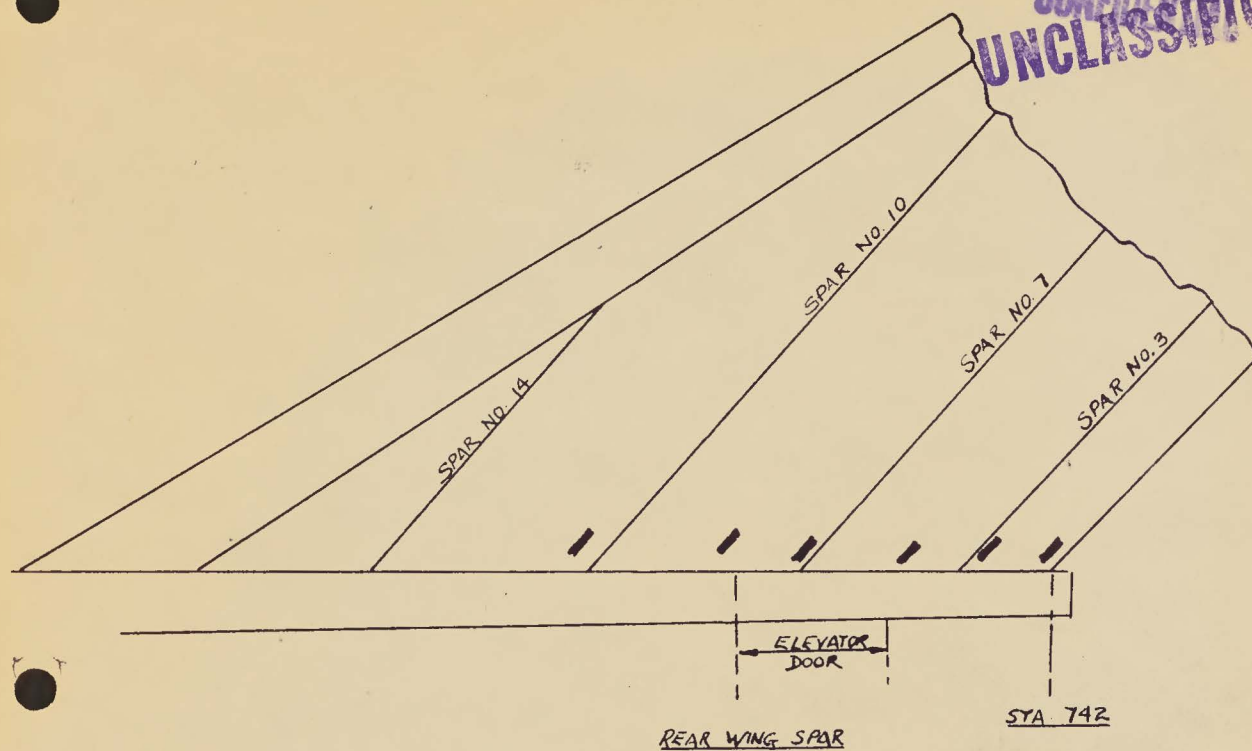 UNCLASSIFIED
SPAR NO. 10
SPAR NO. 7
SPAR NO. 3
SPAR NO. 14
ELEVATOR
DOOR
STA 742
REAR WING SPAR